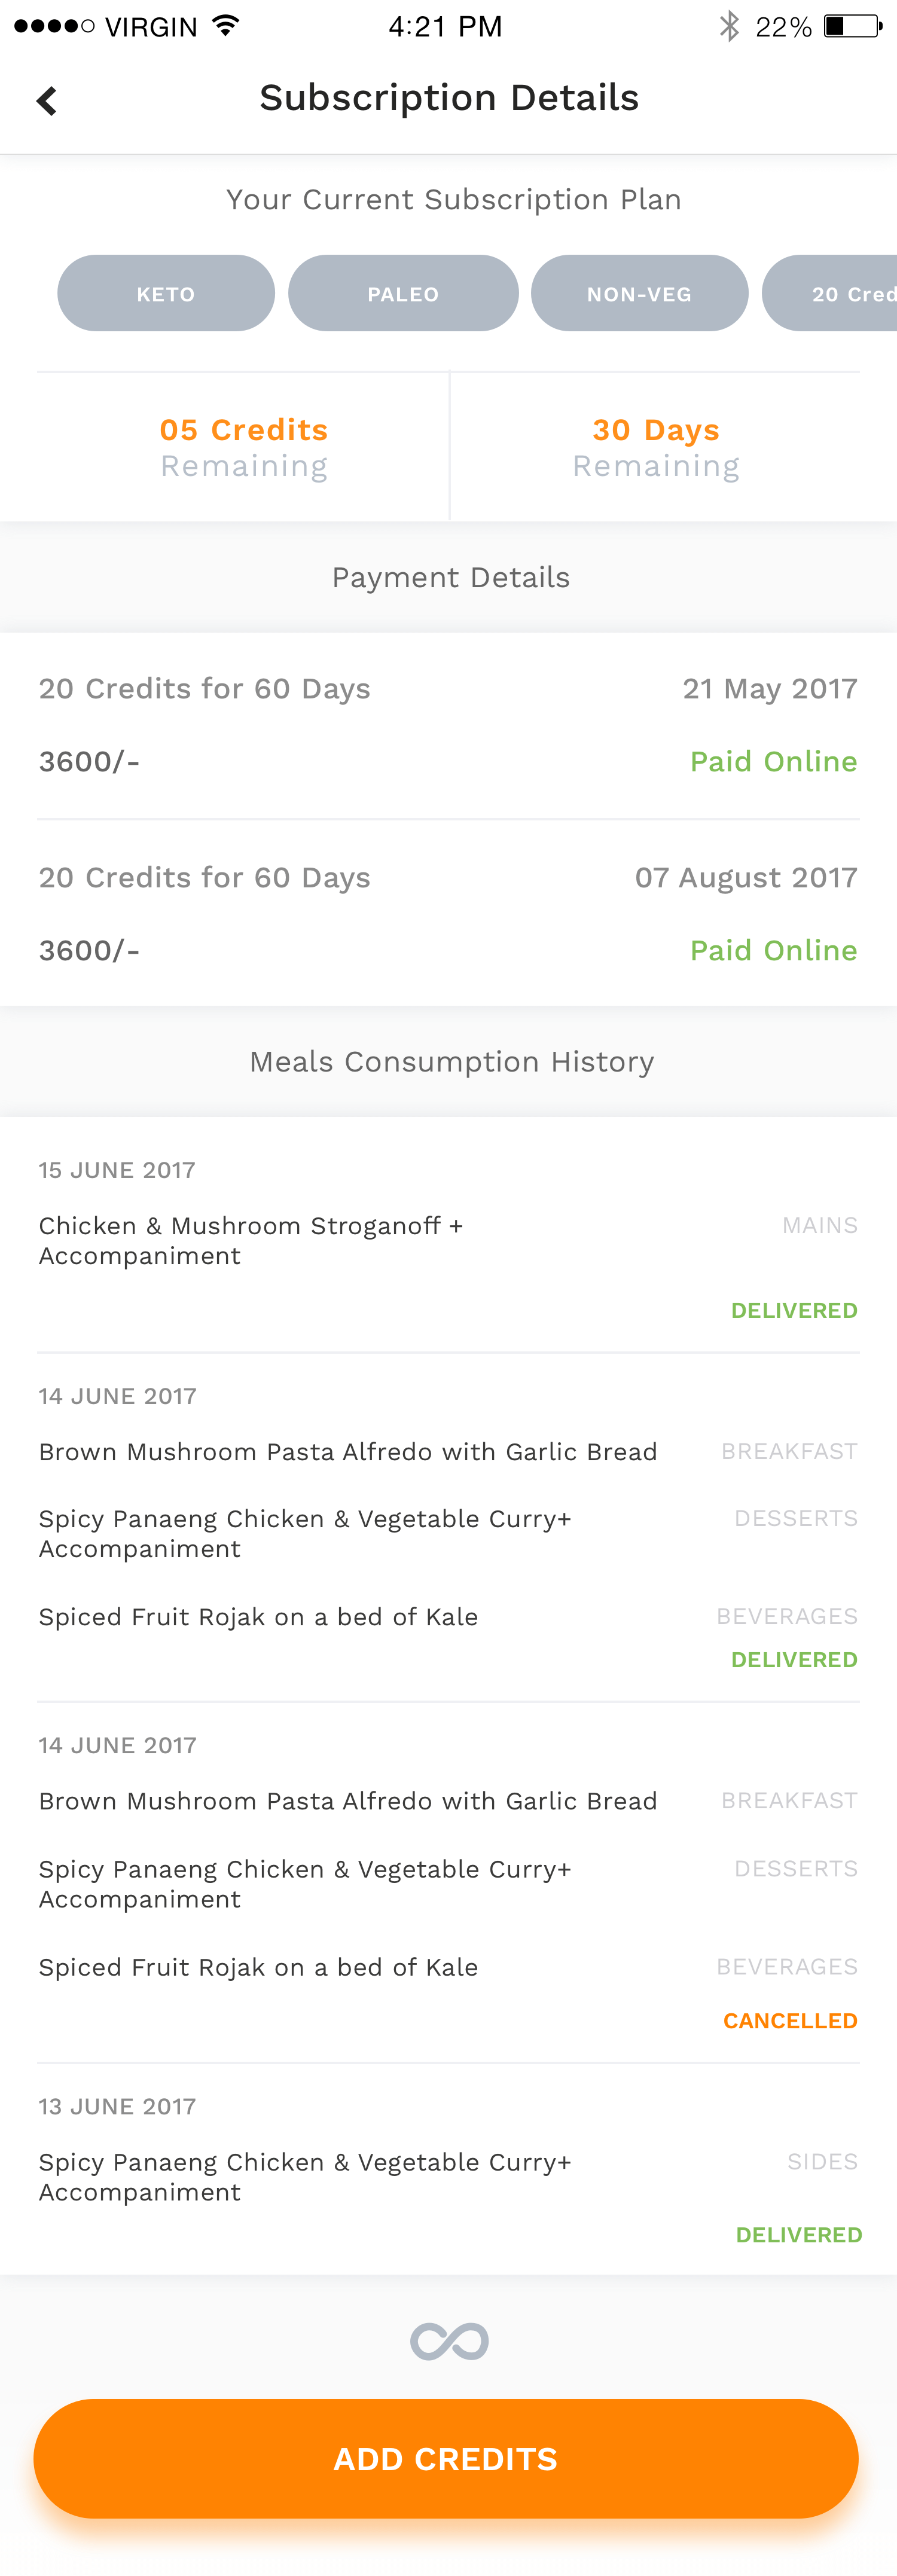 VIRGIN 4:21 PM 22%
Subscription Details
Your Current Subscription Plan
KETO PALEO NON-VEG 20 Cred
05 Credits 30 Days
Remaining Remaining
Payment Details
20 Credits for 60 Days 21 May 2017
3600/- Paid Online
20 Credits for 60 Days 07 August 2017
3600/- Paid Online
Meals Consumption History
15 JUNE 2017
Chicken & Mushroom Stroganoff + MAINS
Accompaniment
DELIVERED
14 JUNE 2017
Brown Mushroom Pasta Alfredo with Garlic Bread BREAKFAST
Spicy Panaeng Chicken & Vegetable Curry+ DESSERTS
Accompaniment
Spiced Fruit Rojak on a bed of Kale BEVERAGES
DELIVERED
14 JUNE 2017
Brown Mushroom Pasta Alfredo with Garlic Bread BREAKFAST
Spicy Panaeng Chicken & Vegetable Curry+ DESSERTS
Accompaniment
Spiced Fruit Rojak on a bed of Kale BEVERAGES
CANCELLED
13 JUNE 2017
Spicy Panaeng Chicken & Vegetable Curry+ SIDES
Accompaniment
DELIVERED
ADD CREDITS